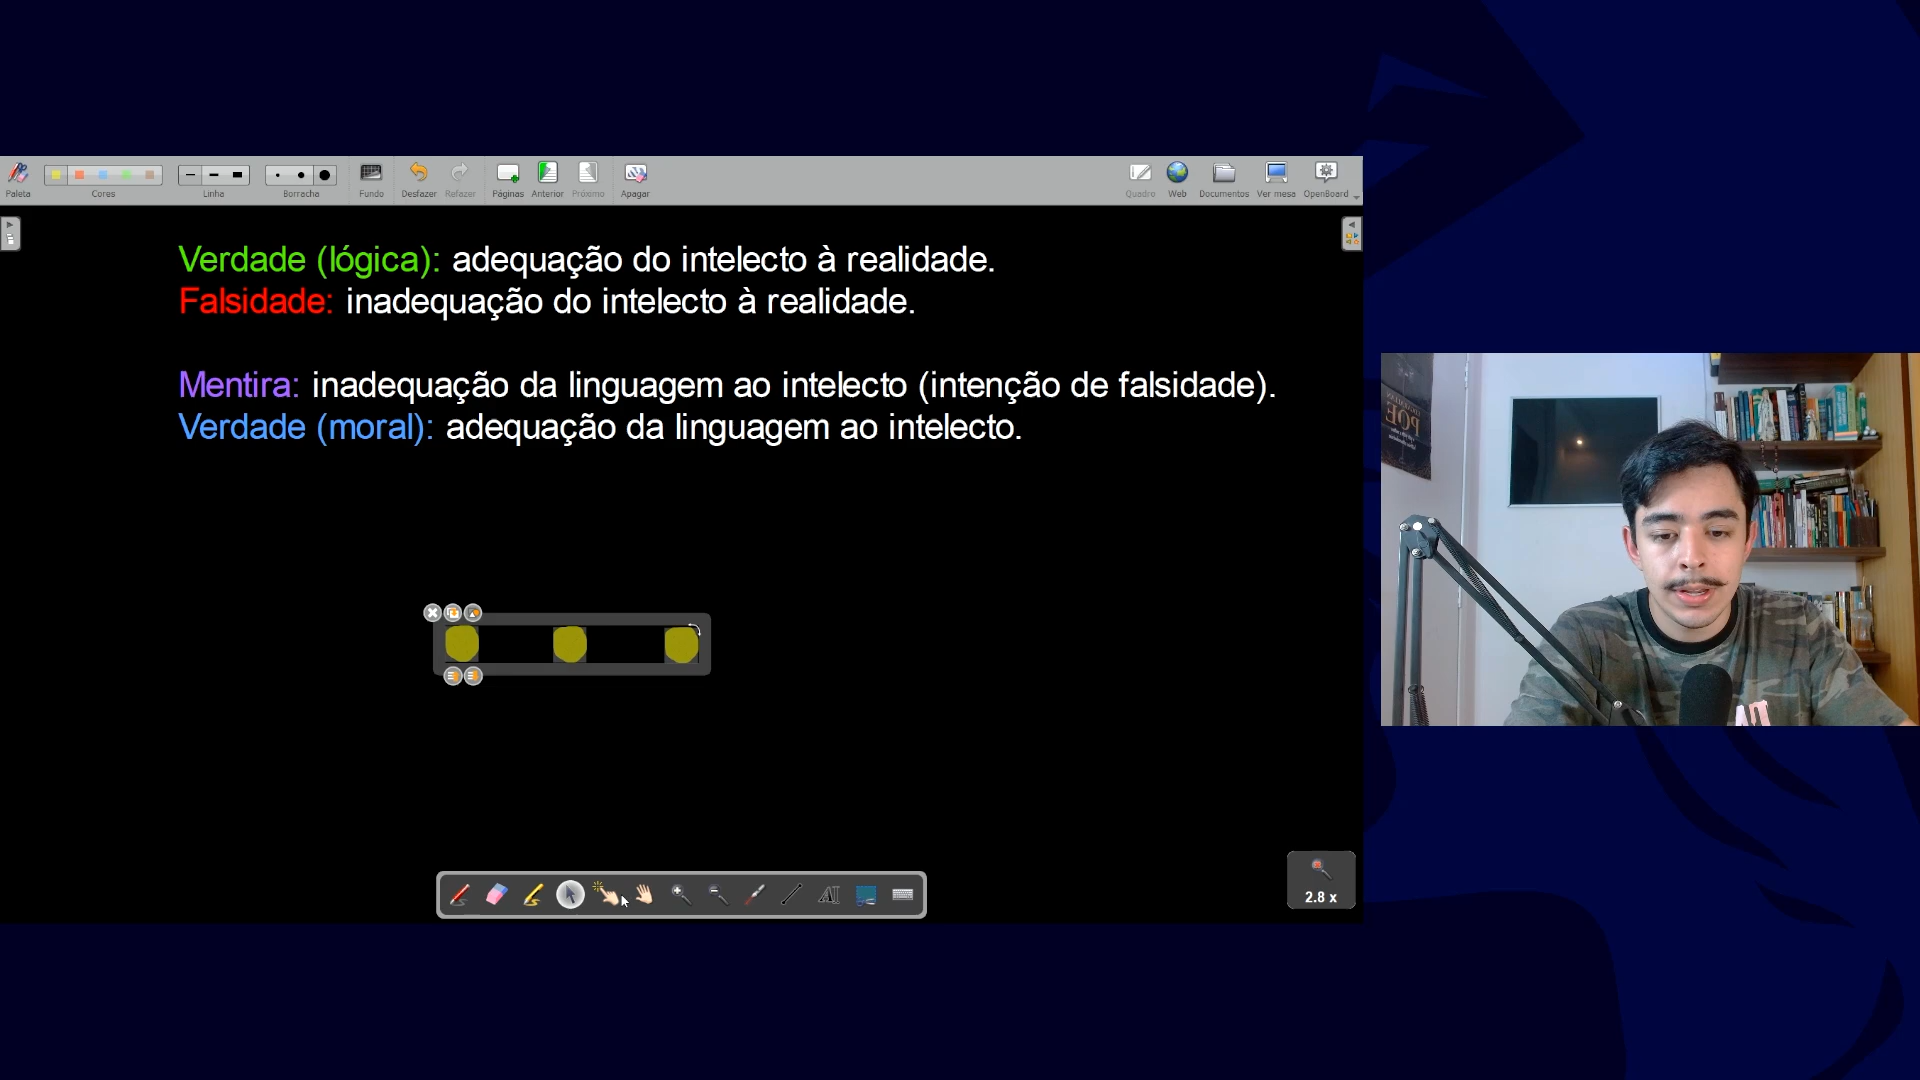 Paleta
Cores
Linha
Borracha
Fundo
Desfazer
Refazer
Páginas
Anterior
Próximo
Apagar
Quadro
Web
Documentos
Ver mesa
OpenBoard
Verdade (lógica): adequação do intelecto à realidade.
Falsidade: inadequação do intelecto à realidade.
Mentira: inadequação da linguagem ao intelecto (intenção de falsidade).
Verdade (moral): adequação da linguagem ao intelecto.
AI
2.8 x
POE